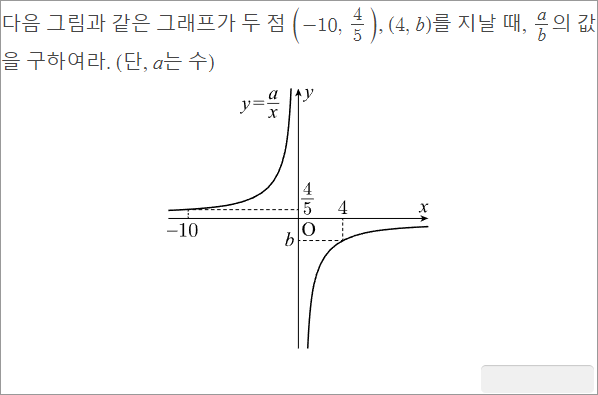 다음 그림과 같은 그래프가 두 점 (−10, 4/5), (4, b)를 지날 때, a/b의 값
을 구하여라. (단, a는 수)
y=a/x
y
4/5
4
x
−10
O
b